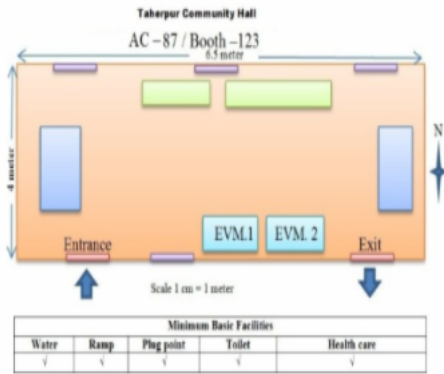 Taherpur Community Hall
AC – 87 / Booth –123
6.5 meter
4 meter
N
EVM.1 EVM. 2
Entrance Exit
Scale 1 cm = 1 meter
Minimum Basic Facilities
Water Ramp Plug point Toilet Health care
√ √ √ √ √